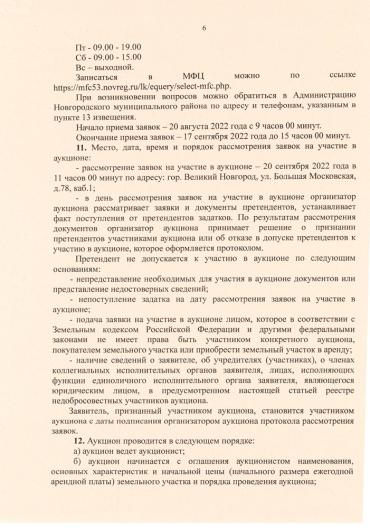 6
Пт - 09.00 - 19.00
Сб - 09.00 - 15.00
Вс – выходной.
Записаться в МФЦ можно по ссылке
https://mfc53.novreg.ru/lk/equery/select-mfc.php.
При возникновении вопросов можно обратиться в Администрацию
Новгородского муниципального района по адресу и телефонам, указанным в
пункте 13 извещения.
Начало приема заявок – 20 августа 2022 года с 9 часов 00 минут.
Окончание приема заявок – 17 сентября 2022 года до 15 часов 00 минут.
11. Место, дата, время и порядок рассмотрения заявок на участие в
аукционе:
- рассмотрение заявок на участие в аукционе – 20 сентября 2022 года в
11 часов 00 минут по адресу: гор. Великий Новгород, ул. Большая Московская,
д.78, каб.1;
- в день рассмотрения заявок на участие в аукционе организатор
аукциона рассматривает заявки и документы претендентов, устанавливает
факт поступления от претендентов задатков. По результатам рассмотрения
документов организатор аукциона принимает решение о признании
претендентов участниками аукциона или об отказе в допуске претендентов к
участию в аукционе, которое оформляется протоколом.
Претендент не допускается к участию в аукционе по следующим
основаниям:
- непредставление необходимых для участия в аукционе документов или
представление недостоверных сведений;
- непоступление задатка на дату рассмотрения заявок на участие в
аукционе;
- подача заявки на участие в аукционе лицом, которое в соответствии с
Земельным кодексом Российской Федерации и другими федеральными
законами не имеет права быть участником конкретного аукциона,
покупателем земельного участка или приобрести земельный участок в аренду;
- наличие сведений о заявителе, об учредителях (участниках), о членах
коллегиальных исполнительных органов заявителя, лицах, исполняющих
функции единоличного исполнительного органа заявителя, являющегося
юридическим лицом, в предусмотренном настоящей статьей реестре
недобросовестных участников аукциона.
Заявитель, признанный участником аукциона, становится участником
аукциона с даты подписания организатором аукциона протокола рассмотрения
заявок.
12. Аукцион проводится в следующем порядке:
а) аукцион ведет аукционист;
б) аукцион начинается с оглашения аукционистом наименования,
основных характеристик и начальной цены (начального размера ежегодной
арендной платы) земельного участка и порядка проведения аукциона;